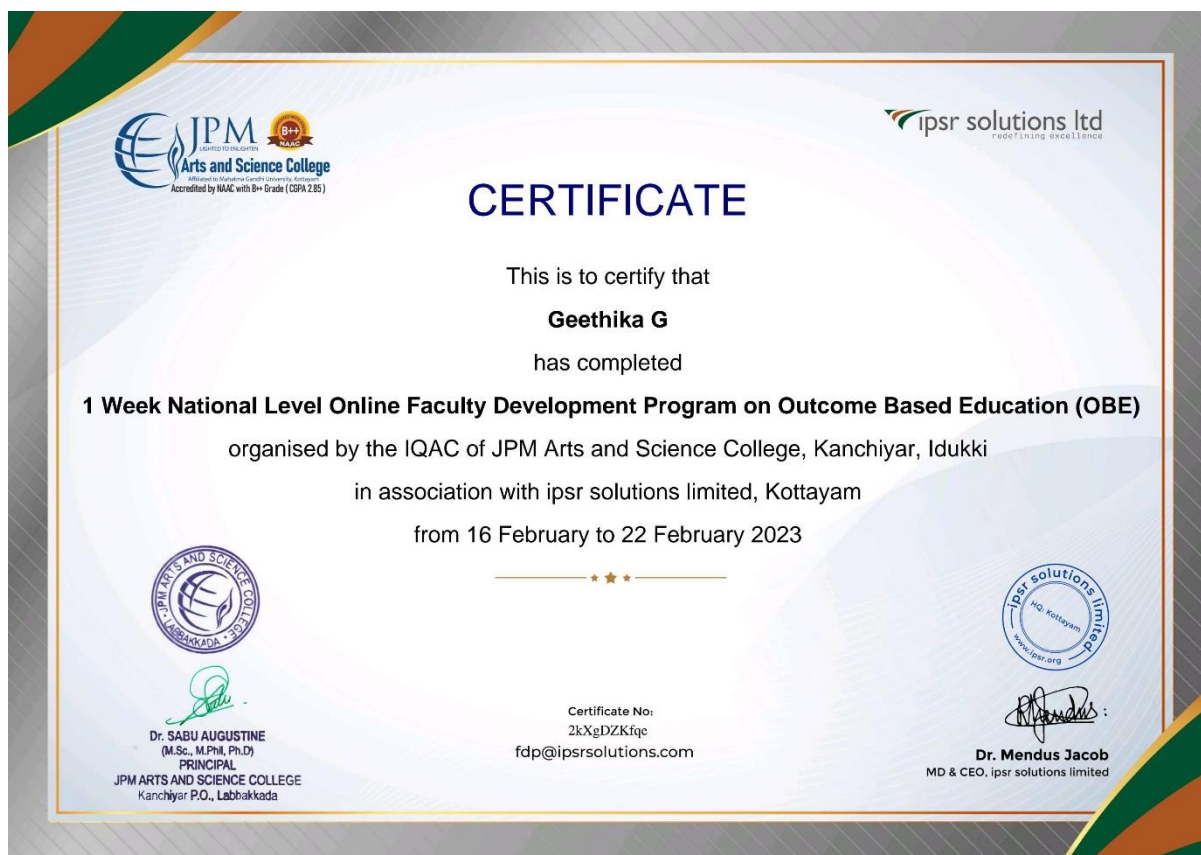 JPM
LIGHTED TO ENLIGHTEN
B++
NAAC
Arts and Science College
Affiliated to Mahatma Gandhi University, Kottayam
Accredited by NAAC with B++ Grade ( CGPA 2.85 )
ipsr solutions ltd
redefining excellence
CERTIFICATE
This is to certify that
Geethika G
has completed
1 Week National Level Online Faculty Development Program on Outcome Based Education (OBE)
organised by the IQAC of JPM Arts and Science College, Kanchiyar, Idukki
in association with ipsr solutions limited, Kottayam
from 16 February to 22 February 2023
JPM ARTS AND SCIENCE COLLEGE
LABBAKKADA
Dr. SABU AUGUSTINE
(M.Sc., M.Phil, Ph.D)
PRINCIPAL
JPM ARTS AND SCIENCE COLLEGE
Kanchiyar P.O., Labbakkada
Certificate No:
2kXgDZKfqe
fdp@ipsrsolutions.com
ipsr solutions limited
HQ, Kottayam
www.ipsr.org
Dr. Mendus Jacob
MD & CEO, ipsr solutions limited